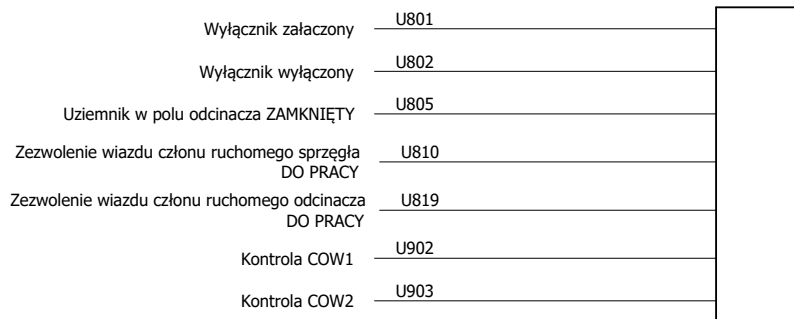 Wyłącznik załaczony U801
Wyłącznik wyłączony U802
Uziemnik w polu odcinacza ZAMKNIĘTY U805
Zezwolenie wiazdu członu ruchomego sprzęgła U810
DO PRACY
Zezwolenie wiazdu członu ruchomego odcinacza U819
DO PRACY
Kontrola COW1 U902
Kontrola COW2 U903